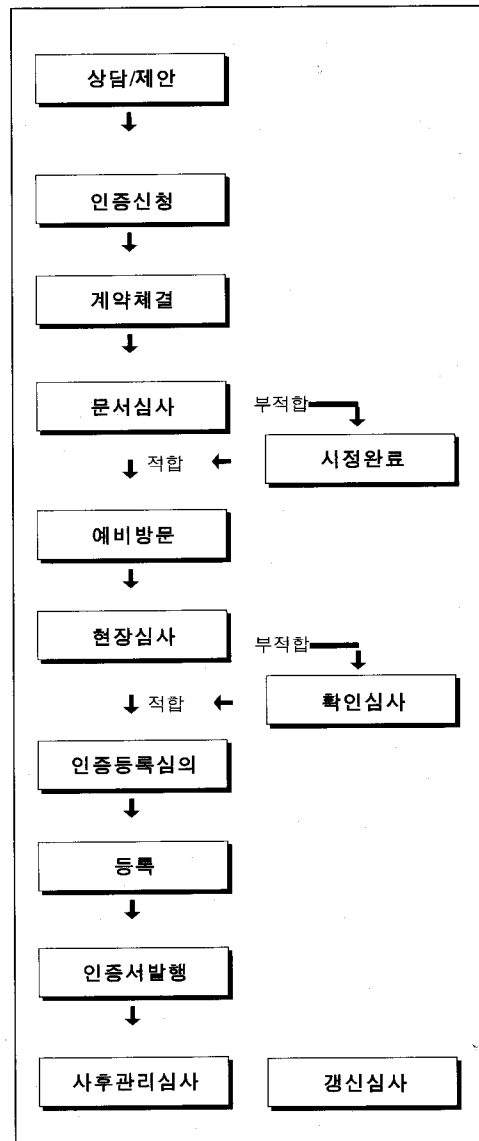 상담/제안
인증신청
계약체결
문서심사
부적합
시정완료
적합
예비방문
현장심사
부적합
확인심사
적합
인증등록심의
등록
인증서발행
사후관리심사
갱신심사